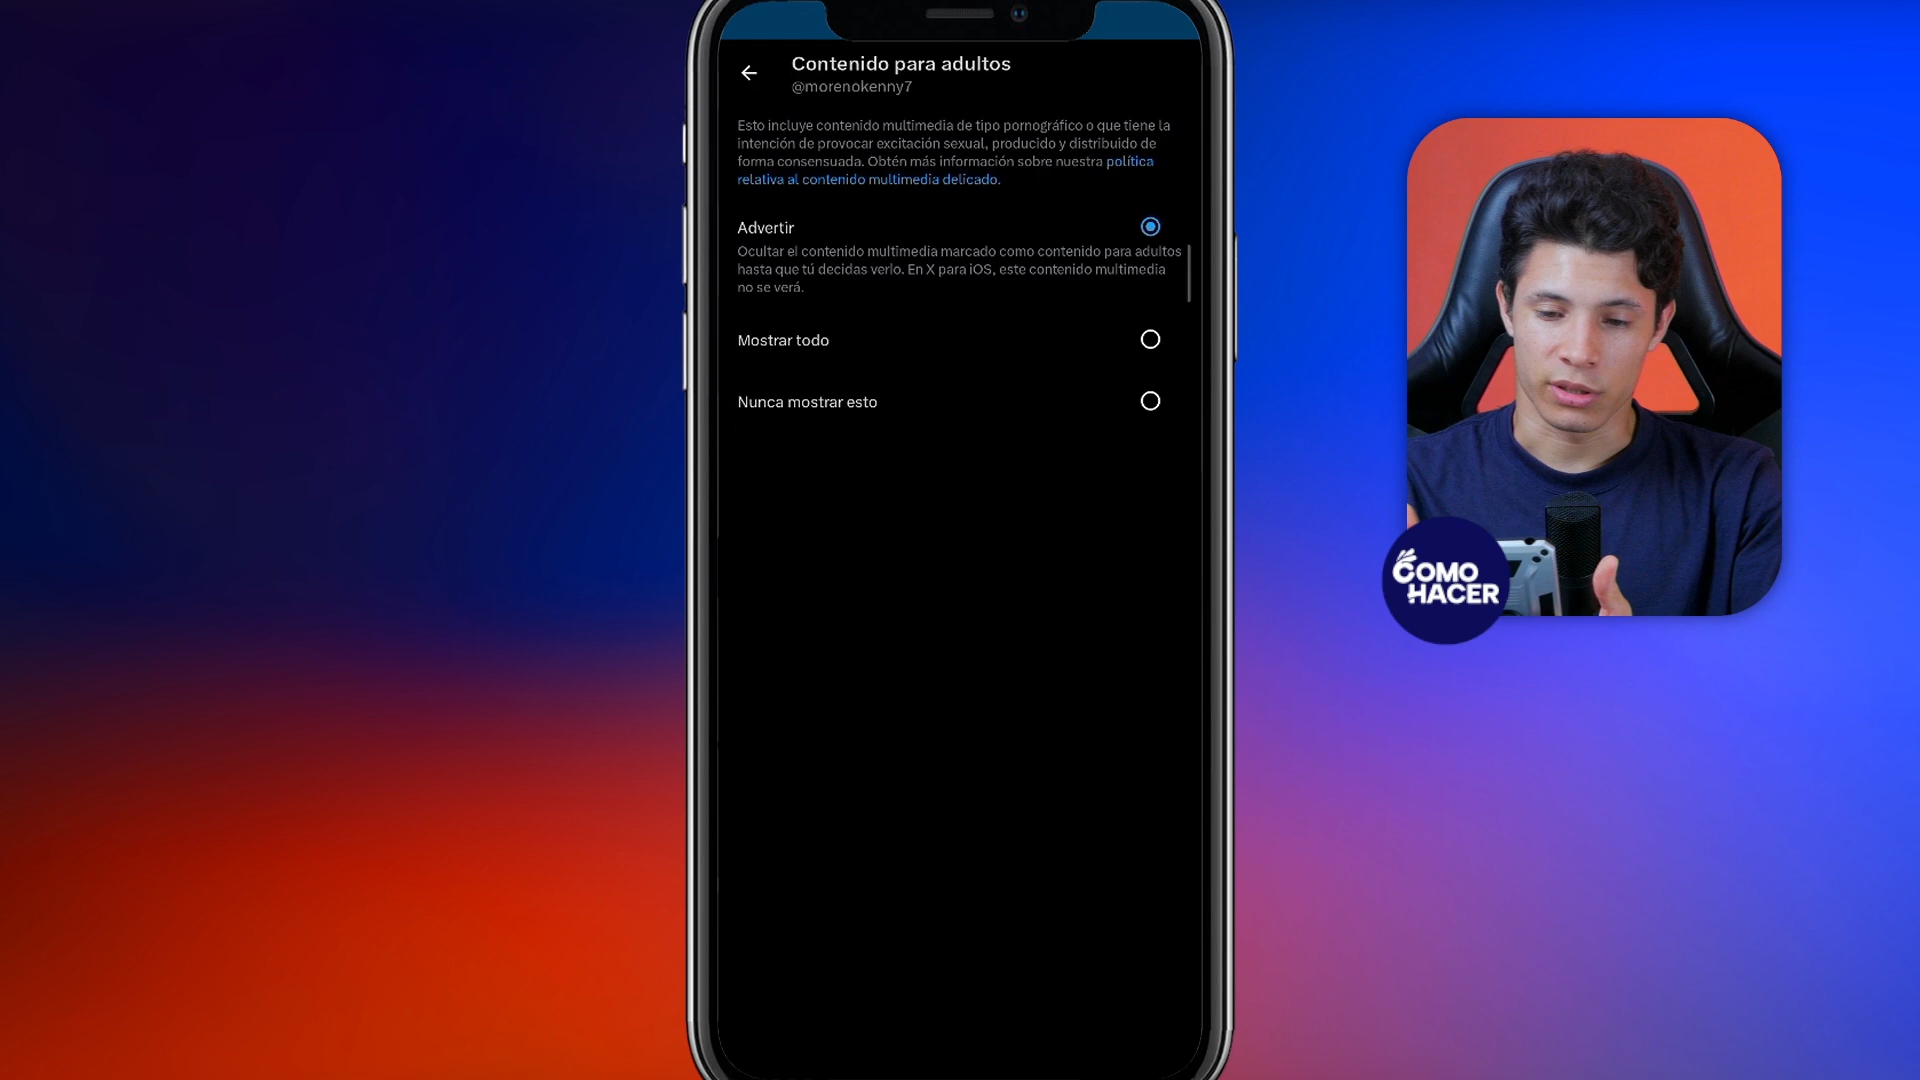 Contenido para adultos
@morenokenny7
Esto incluye contenido multimedia de tipo pornográfico o que tiene la
intención de provocar excitación sexual, producido y distribuido de
forma consensuada. Obtén más información sobre nuestra política
relativa al contenido multimedia delicado.
Advertir
Ocultar el contenido multimedia marcado como contenido para adultos
hasta que tú decidas verlo. En X para iOS, este contenido multimedia
no se verá.
Mostrar todo
Nunca mostrar esto
COMO
HACER